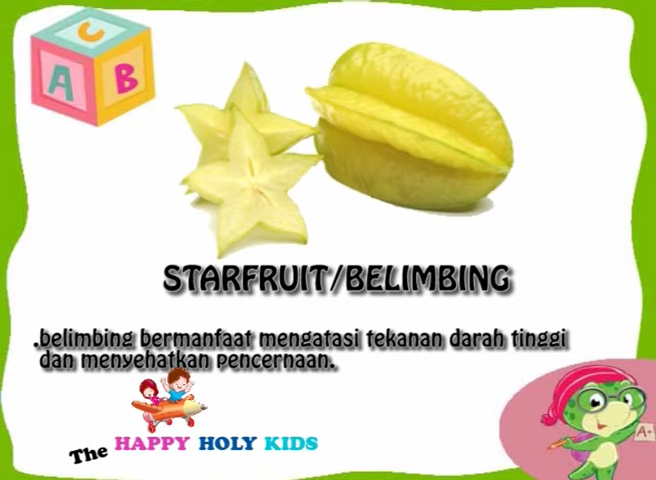 C
A B
STARFRUIT/BELIMBING
.belimbing bermanfaat mengatasi tekanan darah tinggi
dan menyehatkan pencernaan.
The HAPPY HOLY KIDS
A+